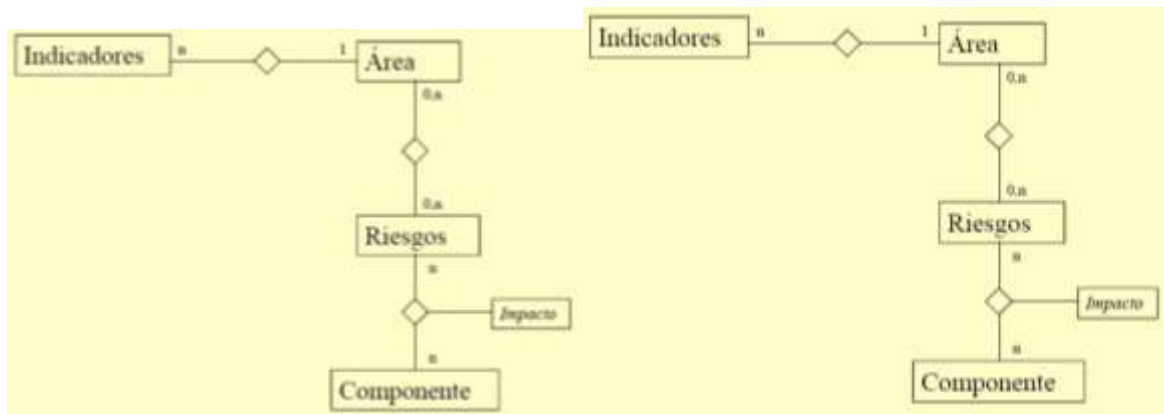 Indicadores n 1 Área
0.n
0.n
Riesgos
n
Impacto
n
Componente
Indicadores n 1 Área
0.n
0.n
Riesgos
n
Impacto
n
Componente